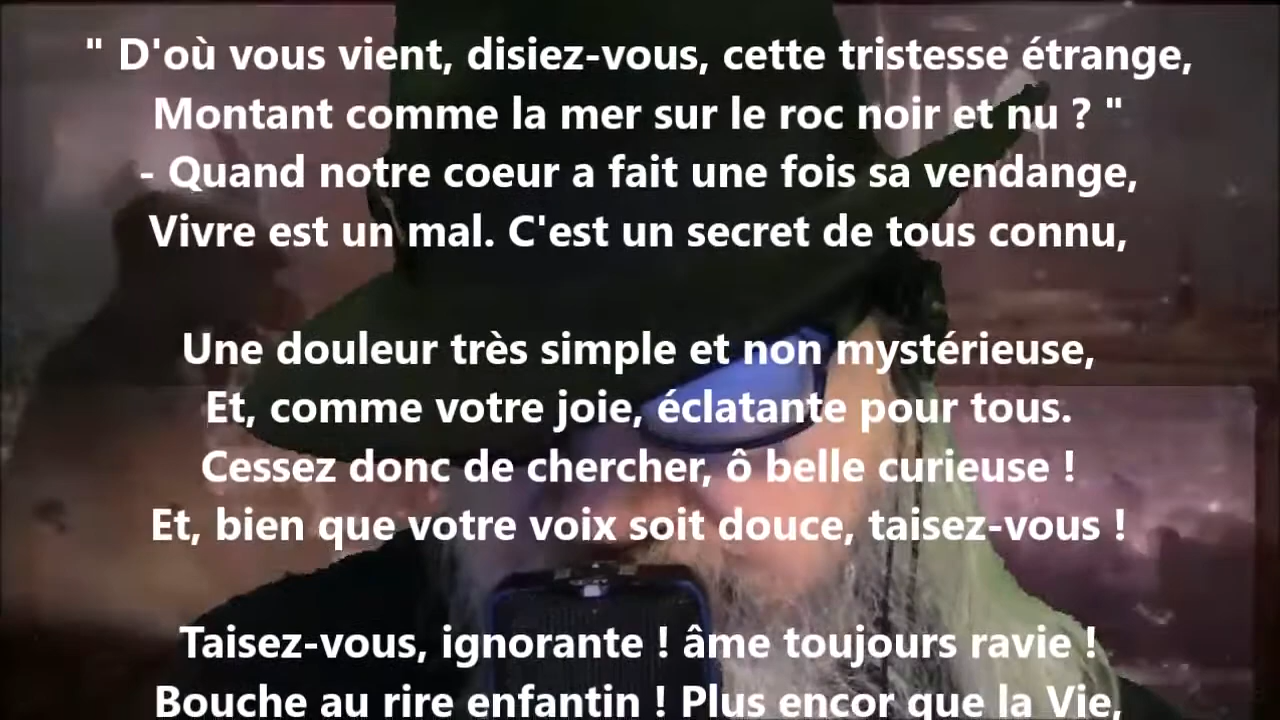 " D'où vous vient, disiez-vous, cette tristesse étrange,
Montant comme la mer sur le roc noir et nu ? "
- Quand notre coeur a fait une fois sa vendange,
Vivre est un mal. C'est un secret de tous connu,
Une douleur très simple et non mystérieuse,
Et, comme votre joie, éclatante pour tous.
Cessez donc de chercher, ô belle curieuse !
Et, bien que votre voix soit douce, taisez-vous !
Taisez-vous, ignorante ! âme toujours ravie !
Bouche au rire enfantin ! Plus encor que la Vie,